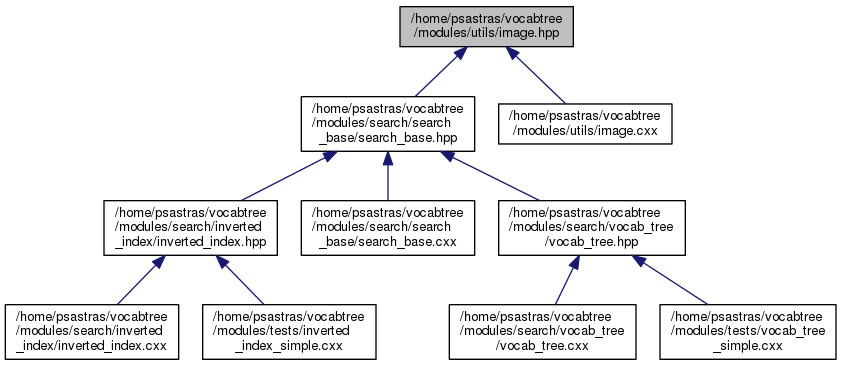 /home/psastras/vocabtree
/modules/utils/image.hpp
/home/psastras/vocabtree
/modules/search/search
_base/search_base.hpp
/home/psastras/vocabtree
/modules/utils/image.cxx
/home/psastras/vocabtree
/modules/search/inverted
_index/inverted_index.hpp
/home/psastras/vocabtree
/modules/search/search
_base/search_base.cxx
/home/psastras/vocabtree
/modules/search/vocab_tree
/vocab_tree.hpp
/home/psastras/vocabtree
/modules/search/inverted
_index/inverted_index.cxx
/home/psastras/vocabtree
/modules/tests/inverted
_index_simple.cxx
/home/psastras/vocabtree
/modules/search/vocab_tree
/vocab_tree.cxx
/home/psastras/vocabtree
/modules/tests/vocab_tree
_simple.cxx